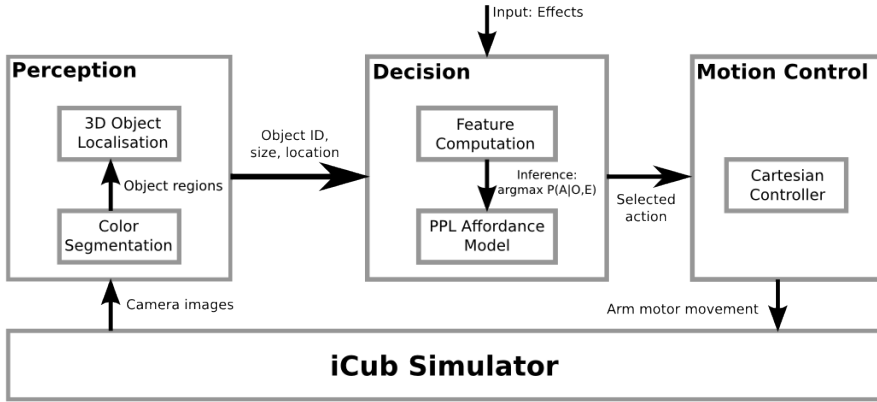 Input: Effects
Perception
3D Object
Localisation
Object regions
Color
Segmentation
Camera images
Object ID,
size, location
Decision
Feature
Computation
Inference:
argmax P(A|O,E)
PPL Affordance
Model
Selected
action
Motion Control
Cartesian
Controller
Arm motor movement
iCub Simulator